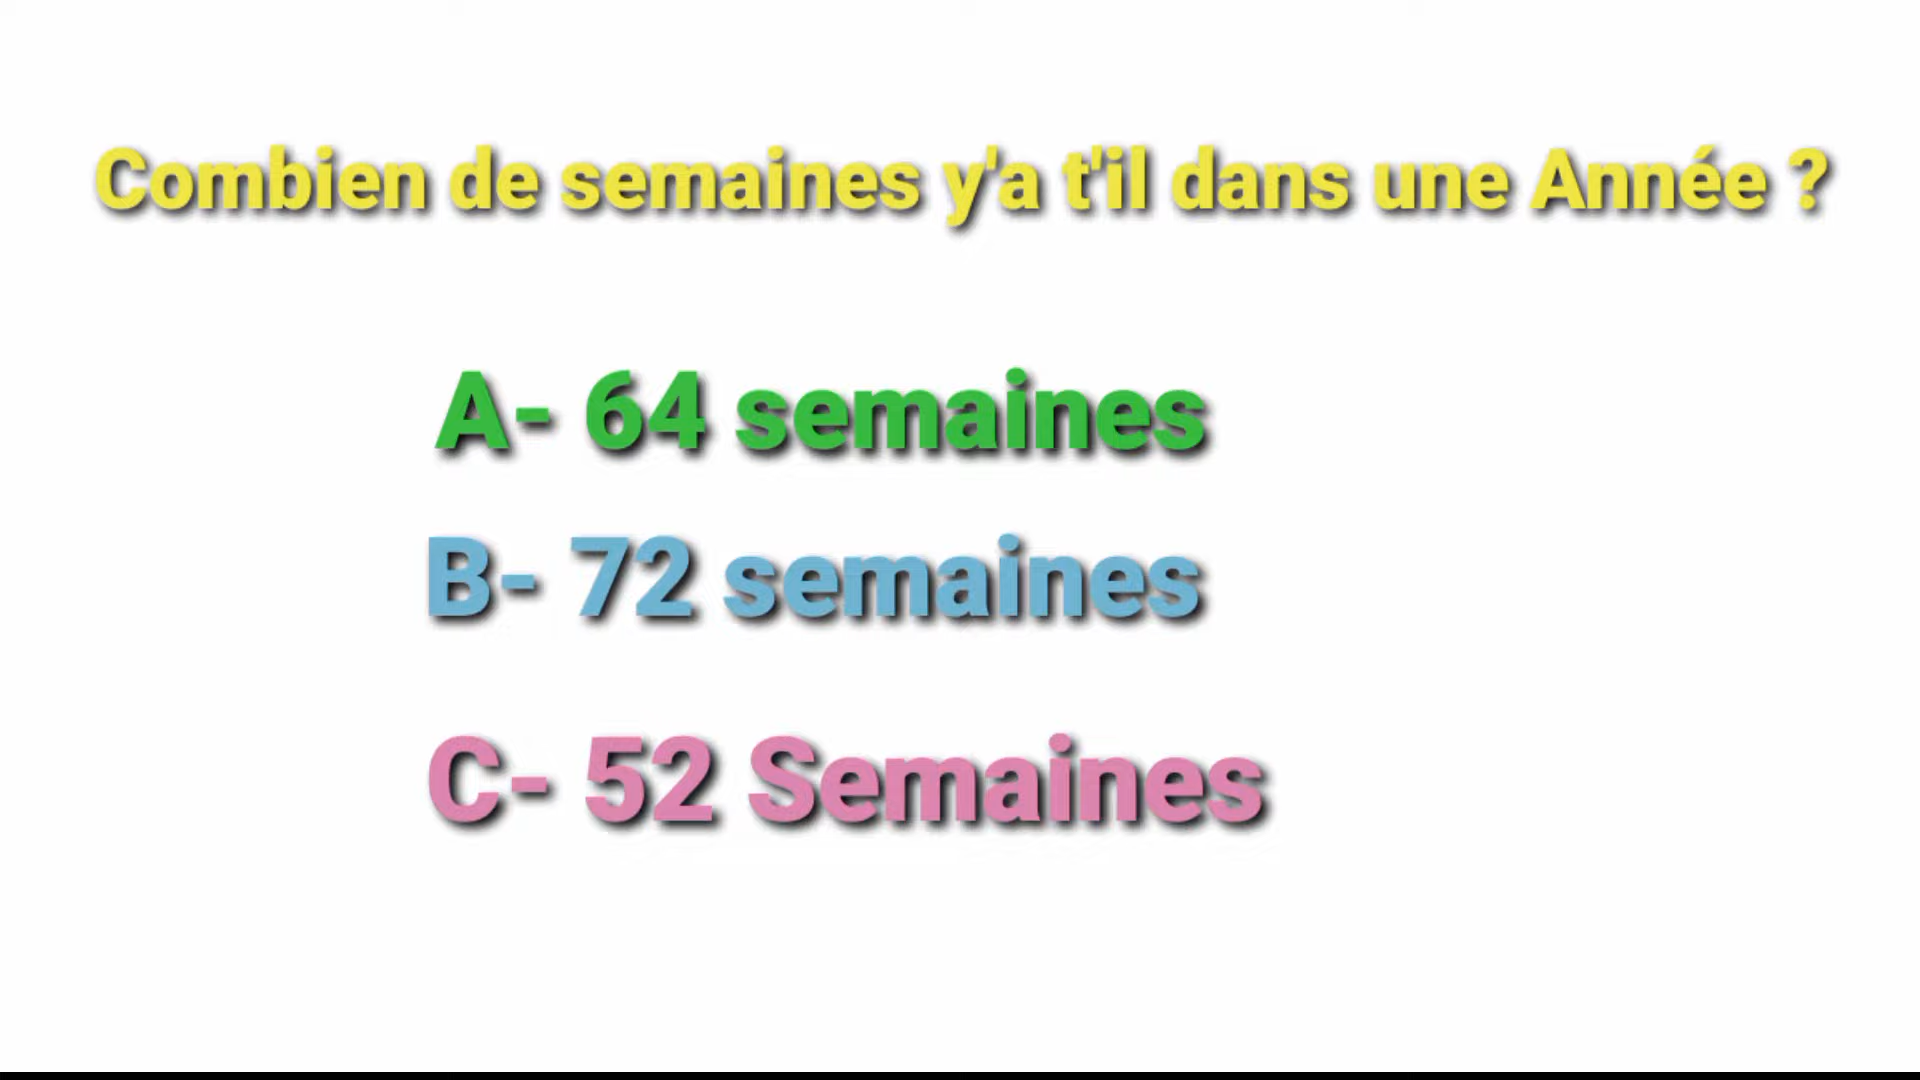 Combien de semaines y'a t'il dans une Année ?
A- 64 semaines
B- 72 semaines
C- 52 Semaines